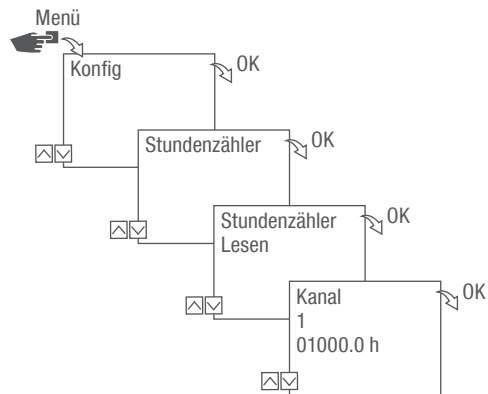 Menü
Konfig
OK
Stundenzähler
OK
Stundenzähler
Lesen
OK
Kanal
1
01000.0 h
OK